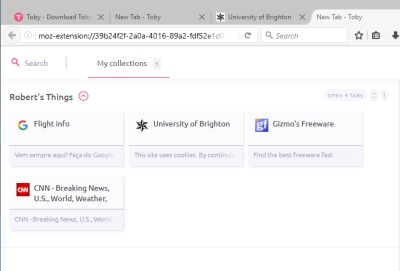 Toby - Download Toby
New Tab - Toby
University of Brighton
New Tab - Toby
moz-extension://39b24f2f-2a0a-4016-89a2-fdf52e1d0
Search
Search
My collections 1
Robert's Things
OPEN 4 TABS
Flight info
University of Brighton
Gizmo's Freeware
Vem sempre aqui! Faça do Google
This site uses cookies. By continuin
Find the best freeware fast
CNN
CNN - Breaking News,
U.S., World, Weather,
CNN - Breaking News, U.S., World